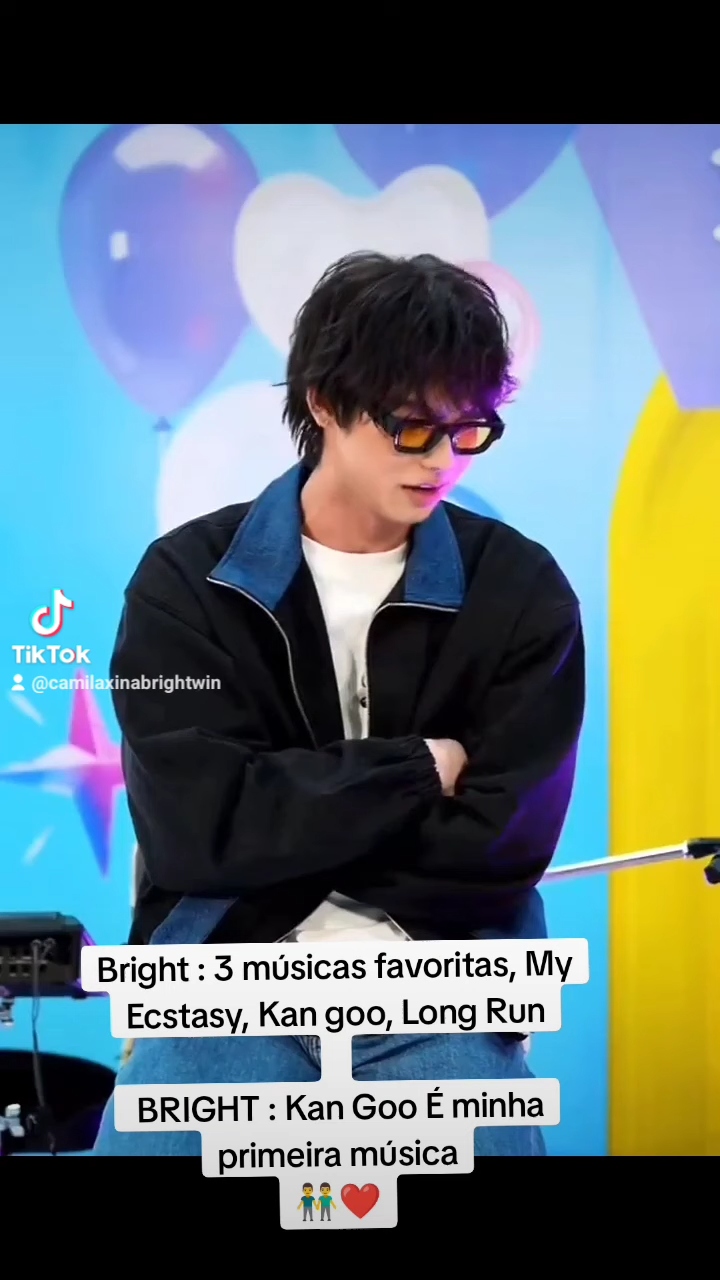 TikTok
@camilaxinabrightwin
Bright : 3 músicas favoritas, My
Ecstasy, Kan goo, Long Run
BRIGHT : Kan Goo É minha
primeira música
👬❤️